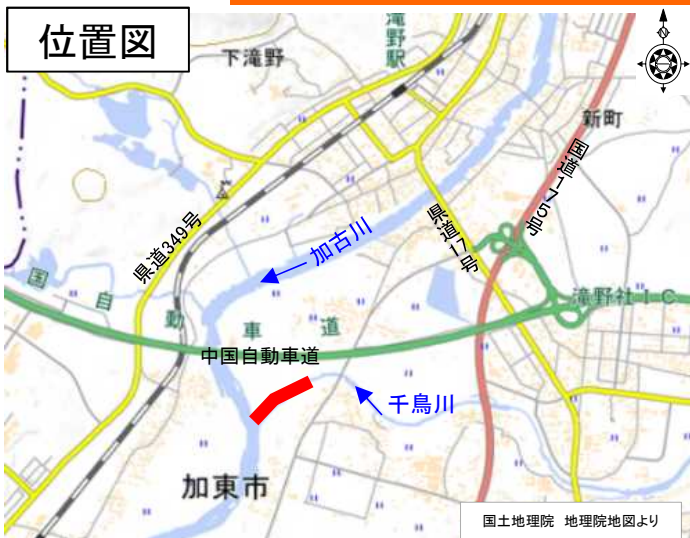 位置図
滝野駅
下滝野
N
新町
国道175号
県道349号
加古川
県道17号
滝野社IC
国自動車道
中国自動車道
千鳥川
加東市
国土地理院 地理院地図より